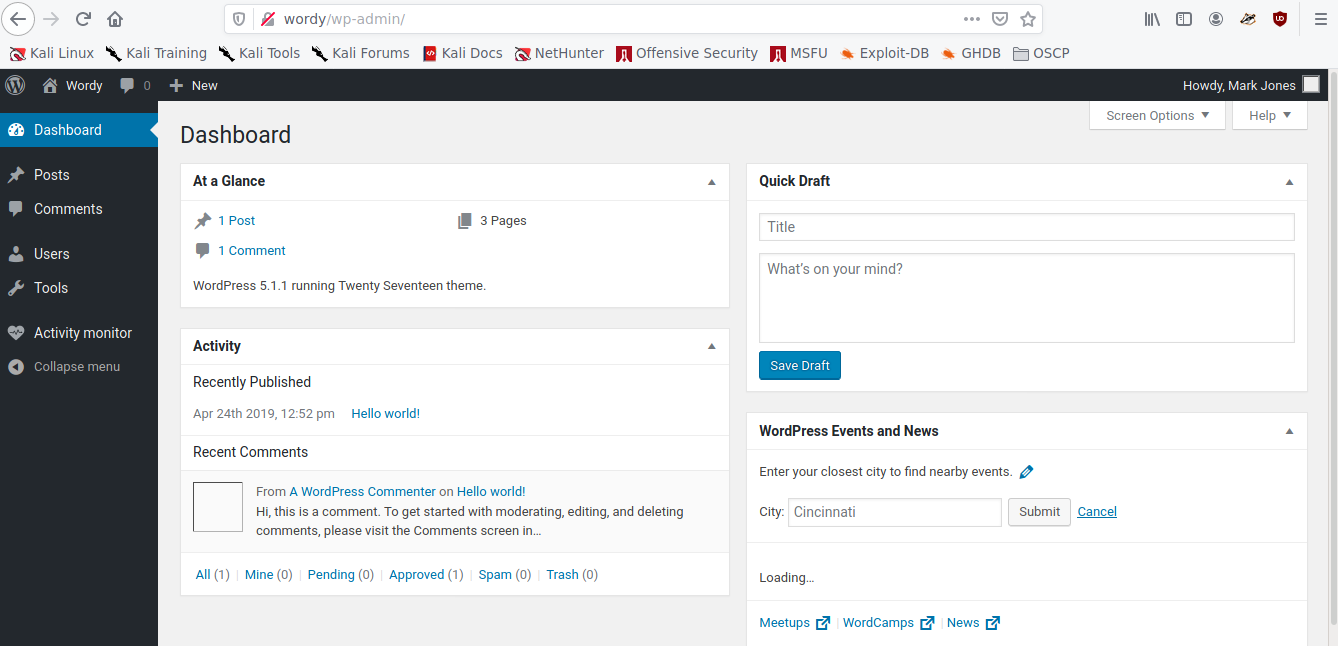 wordy/wp-admin/
Kali Linux Kali Training Kali Tools Kali Forums Kali Docs NetHunter Offensive Security MSFU Exploit-DB GHDB OSCP
Wordy 0 New Howdy, Mark Jones
Screen Options Help
Dashboard
Posts
Comments
Users
Tools
Activity monitor
Collapse menu
Dashboard
At a Glance
1 Post 3 Pages
1 Comment
WordPress 5.1.1 running Twenty Seventeen theme.
Activity
Recently Published
Apr 24th 2019, 12:52 pm Hello world!
Recent Comments
From A WordPress Commenter on Hello world!
Hi, this is a comment. To get started with moderating, editing, and deleting
comments, please visit the Comments screen in…
All (1) | Mine (0) | Pending (0) | Approved (1) | Spam (0) | Trash (0)
Quick Draft
Title
What's on your mind?
Save Draft
WordPress Events and News
Enter your closest city to find nearby events.
City: Cincinnati Submit Cancel
Loading…
Meetups | WordCamps | News